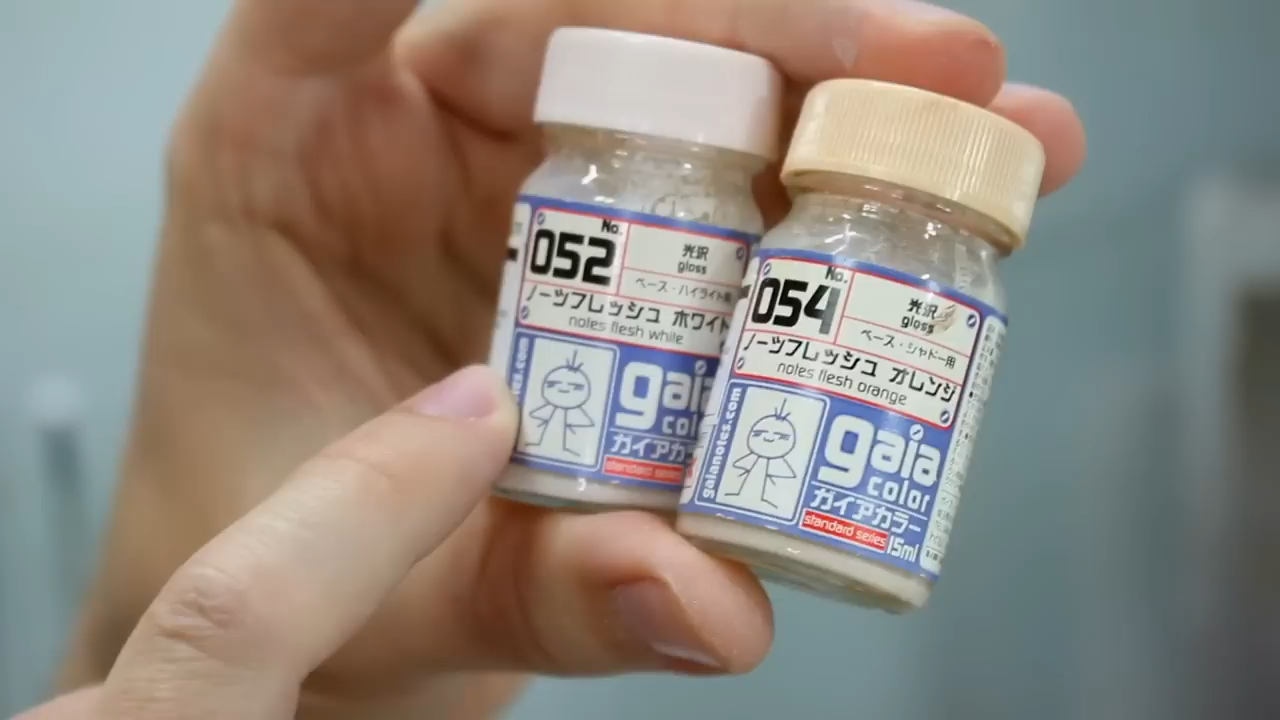 No.
052
光沢
gloss
ベース・ハイライト用
ノーツフレッシュ ホワイト
notes flesh white
gaia
color
ガイアカラ
standard series
No.
054
光沢
gloss
ベース・シャドー用
ノーツフレッシュ オレンジ
notes flesh orange
gaianotes.com
gaia
color
ガイアカラー
standard series
15ml